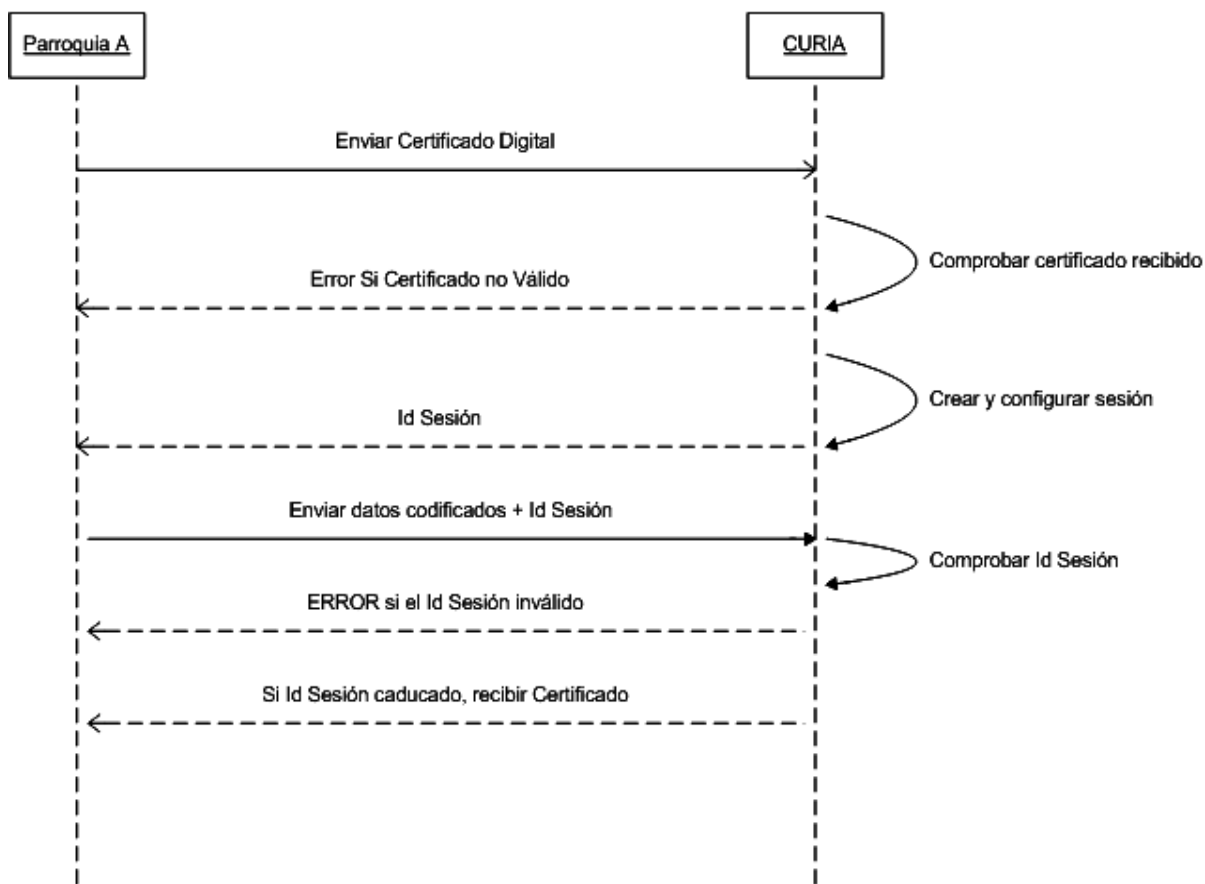 Parroquia A
CURIA
Enviar Certificado Digital
Comprobar certificado recibido
Error Si Certificado no Válido
Crear y configurar sesión
Id Sesión
Enviar datos codificados + Id Sesión
Comprobar Id Sesión
ERROR si el Id Sesión inválido
Si Id Sesión caducado, recibir Certificado